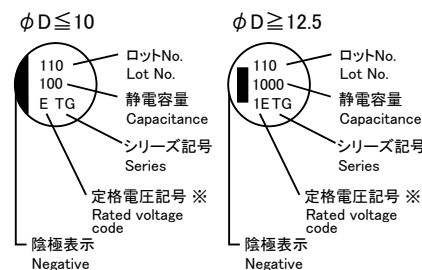 φD≦10
110
100
E TG
ロットNo.
Lot No.
静電容量
Capacitance
シリーズ記号
Series
定格電圧記号 ※
Rated voltage
code
陰極表示
Negative
φD≧12.5
110
1000
1E TG
ロットNo.
Lot No.
静電容量
Capacitance
シリーズ記号
Series
定格電圧記号 ※
Rated voltage
code
陰極表示
Negative